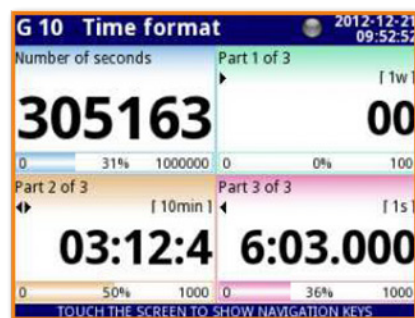 G 10 Time format
2012-12-21
09:52:52
Number of seconds
305163
0 31% 1000000
Part 1 of 3
[ 1w ]
00
0 0% 100
Part 2 of 3
[ 10min ]
03:12:4
0 50% 1000
Part 3 of 3
[ 1s ]
6:03.000
0 36% 1000
TOUCH THE SCREEN TO SHOW NAVIGATION KEYS